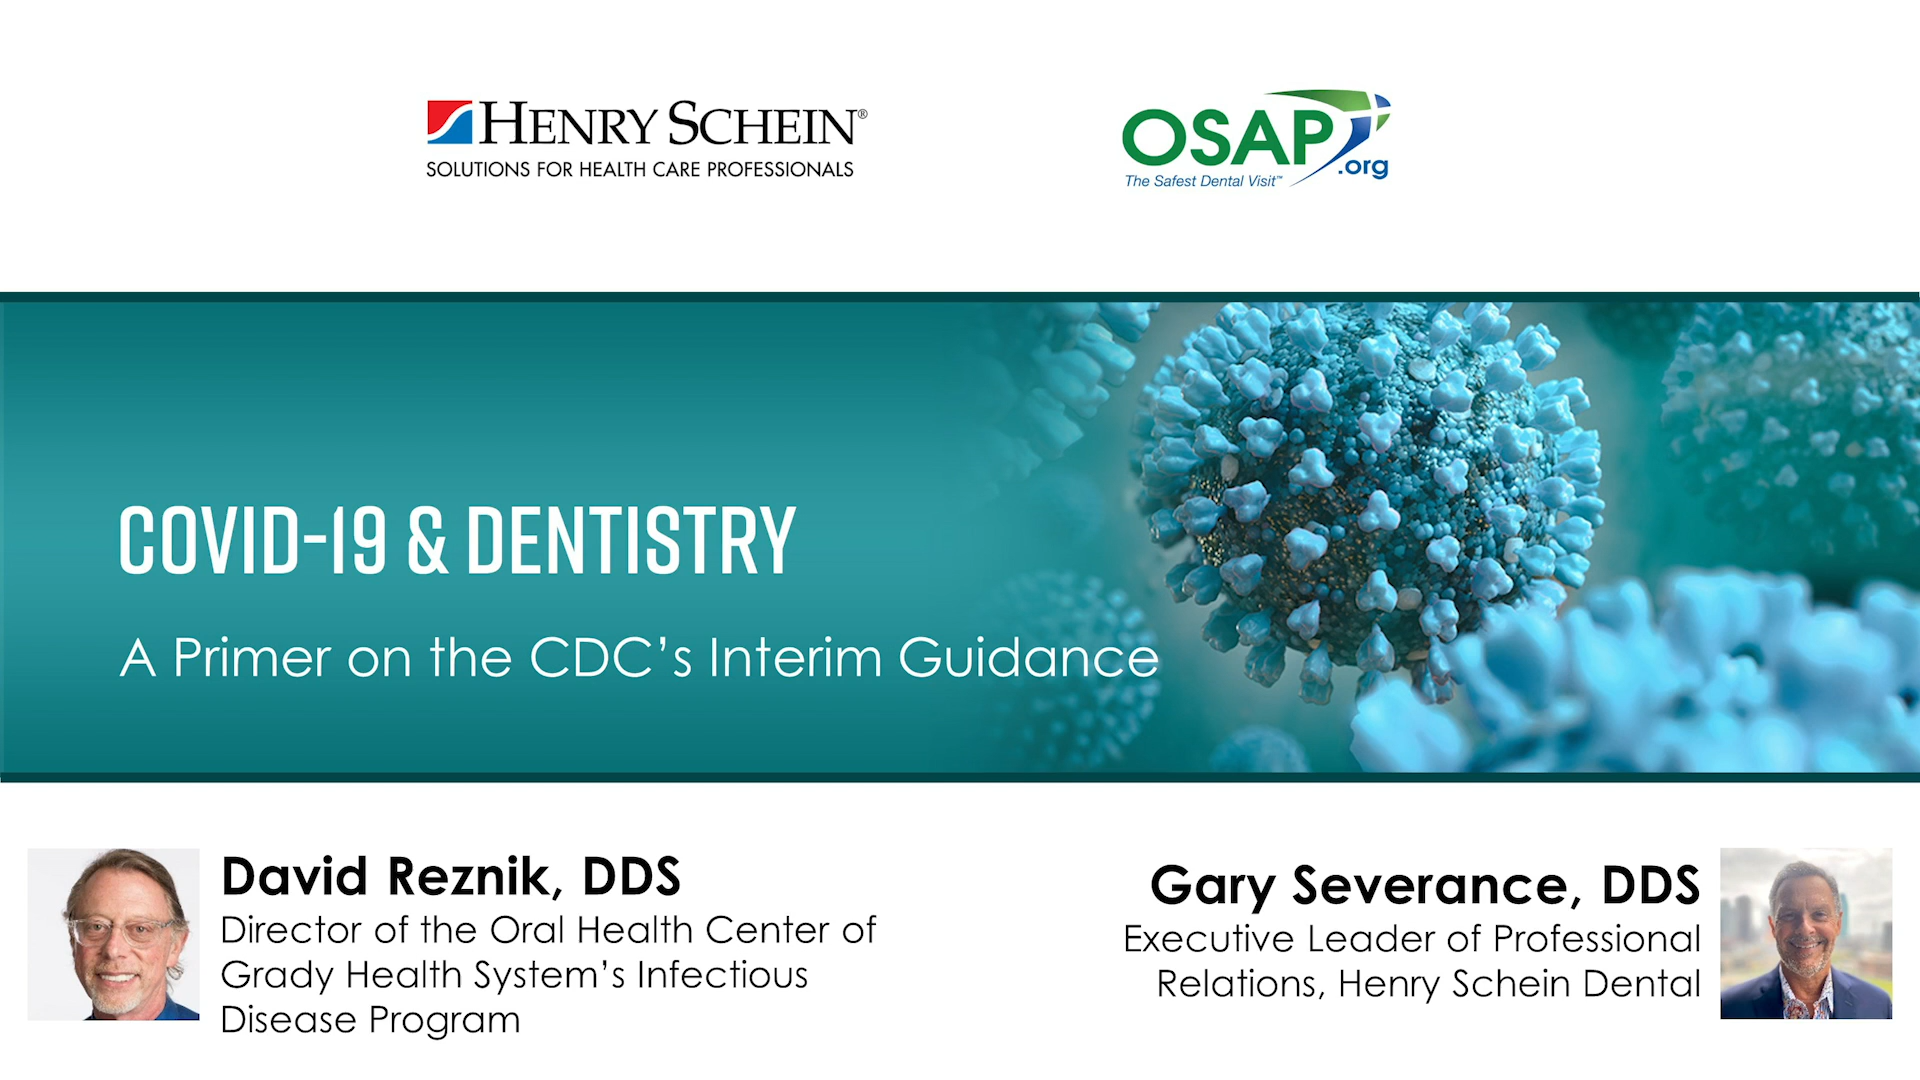 HENRY SCHEIN®
SOLUTIONS FOR HEALTH CARE PROFESSIONALS
OSAP.org
The Safest Dental Visit™
COVID-19 & DENTISTRY
A Primer on the CDC’s Interim Guidance
David Reznik, DDS
Director of the Oral Health Center of
Grady Health System’s Infectious
Disease Program
Gary Severance, DDS
Executive Leader of Professional
Relations, Henry Schein Dental